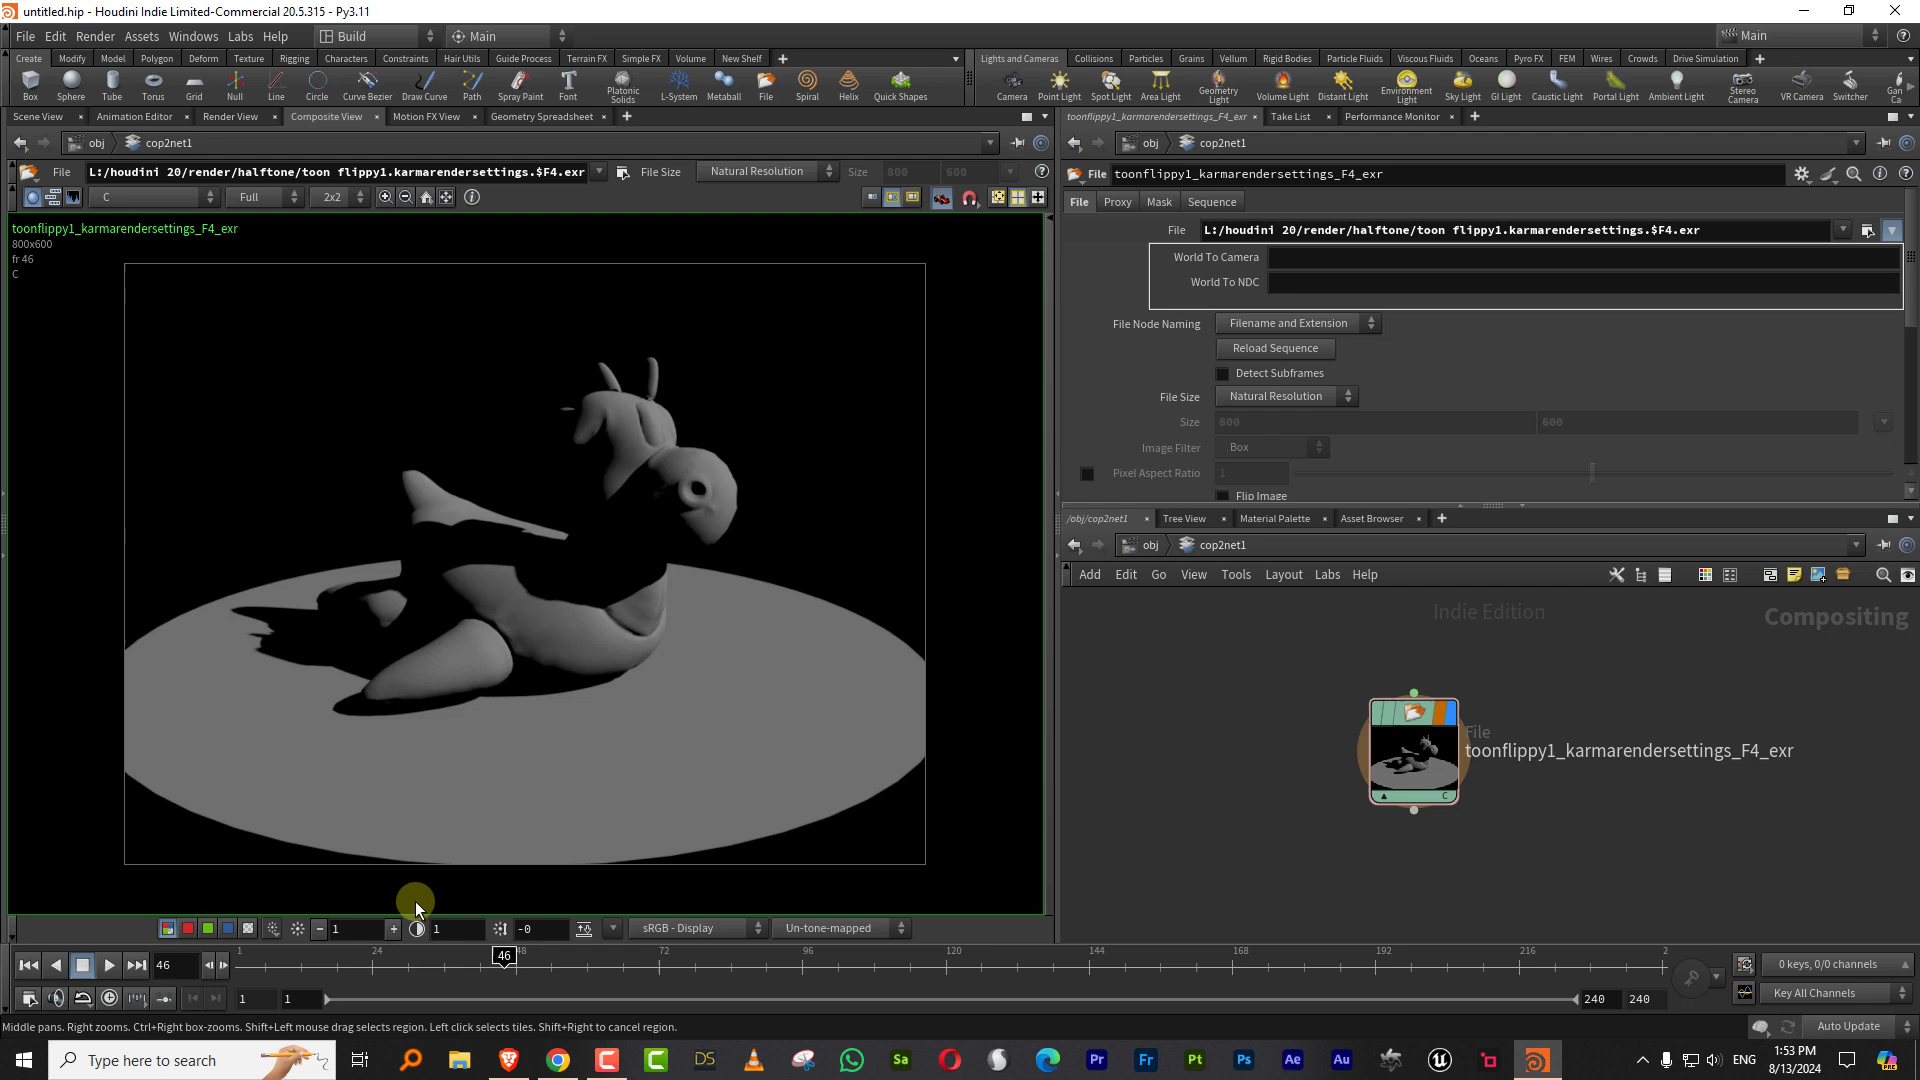 untitled.hip - Houdini Indie Limited-Commercial 20.5.315 - Py3.11
File Edit Render Assets Windows Labs Help Build Main Main
Create Modify Model Polygon Deform Texture Rigging Characters Constraints Hair Utils Guide Process Terrain FX Simple FX Volume New Shelf
Lights and Cameras Collisions Particles Grains Vellum Rigid Bodies Particle Fluids Viscous Fluids Oceans Pyro FX FEM Wires Crowds Drive Simulation
Box Sphere Tube Torus Grid Null Line Circle Curve Bezier Draw Curve Path Spray Paint Font Platonic Solids L-System Metaball File Spiral Helix Quick Shapes
Camera Point Light Spot Light Area Light Geometry Light Volume Light Distant Light Environment Light Sky Light GI Light Caustic Light Portal Light Ambient Light Stereo Camera VR Camera Switcher Gan Ca
Scene View Animation Editor Render View Composite View Motion FX View Geometry Spreadsheet
toonflippy1_karmarendersettings_F4_exr Take List Performance Monitor
obj cop2net1
obj cop2net1
File L:/houdini 20/render/halftone/toon flippy1.karmarendersettings.$F4.exr File Size Natural Resolution Size 800 600
File toonflippy1_karmarendersettings_F4_exr
C Full 2x2
File Proxy Mask Sequence
toonflippy1_karmarendersettings_F4_exr
800x600
fr 46
C
File L:/houdini 20/render/halftone/toon flippy1.karmarendersettings.$F4.exr
World To Camera
World To NDC
File Node Naming Filename and Extension
Reload Sequence
Detect Subframes
File Size Natural Resolution
Size 800 600
Image Filter Box
Pixel Aspect Ratio 1
Flip Image
/obj/cop2net1 Tree View Material Palette Asset Browser
obj cop2net1
Add Edit Go View Tools Layout Labs Help
Indie Edition
Compositing
File
toonflippy1_karmarendersettings_F4_exr
C
1 1 -0 sRGB - Display Un-tone-mapped
46 1 24 46 48 72 96 120 144 168 192 216 2
0 keys, 0/0 channels
1 1 240 240 Key All Channels
Middle pans. Right zooms. Ctrl+Right box-zooms. Shift+Left mouse drag selects region. Left click selects tiles. Shift+Right to cancel region.
Auto Update
Type here to search
DS Sa Pr Fr Pt Ps Ae Au
ENG
1:53 PM
8/13/2024
PRE